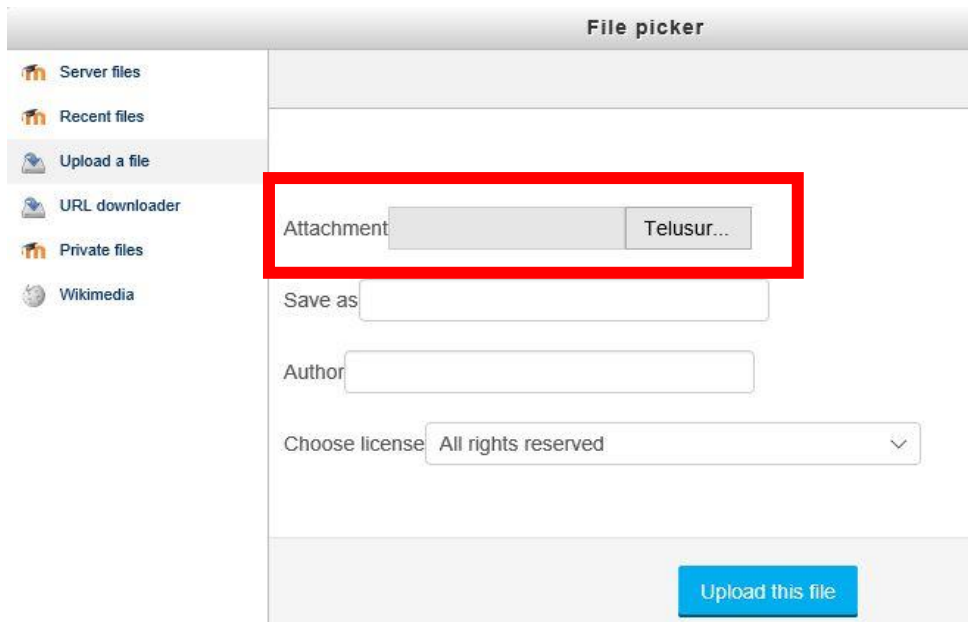 File picker
Server files
Recent files
Upload a file
URL downloader
Private files
Wikimedia
Attachment Telusur...
Save as
Author
Choose license All rights reserved
Upload this file